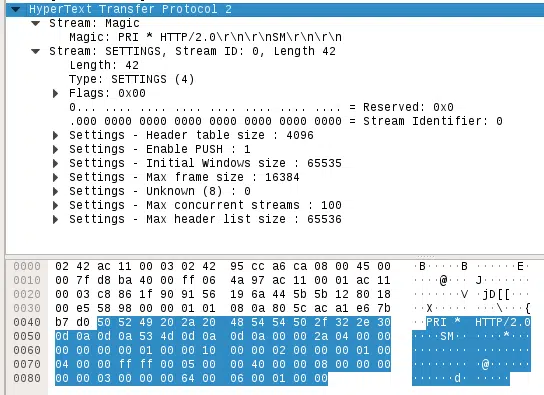 HyperText Transfer Protocol 2
Stream: Magic
Magic: PRI * HTTP/2.0\r\n\r\nSM\r\n\r\n
Stream: SETTINGS, Stream ID: 0, Length 42
Length: 42
Type: SETTINGS (4)
Flags: 0x00
0... .... .... .... .... .... .... .... = Reserved: 0x0
.000 0000 0000 0000 0000 0000 0000 0000 = Stream Identifier: 0
Settings - Header table size : 4096
Settings - Enable PUSH : 1
Settings - Initial Windows size : 65535
Settings - Max frame size : 16384
Settings - Unknown (8) : 0
Settings - Max concurrent streams : 100
Settings - Max header list size : 65536
0000 02 42 ac 11 00 03 02 42 95 cc a6 ca 08 00 45 00 ·B·····B ······E·
0010 00 7f d8 ba 40 00 ff 06 4a 97 ac 11 00 01 ac 11 ····@··· J·······
0020 00 03 c8 86 1f 90 91 56 19 6a 44 5b 5b 12 80 18 ·······V ·jD[[···
0030 00 e5 58 98 00 00 01 01 08 0a 80 5c ac a1 e6 7b ··X····· ···\···{
0040 b7 d0 50 52 49 20 2a 20 48 54 54 50 2f 32 2e 30 ··PRI * HTTP/2.0
0050 0d 0a 0d 0a 53 4d 0d 0a 0d 0a 00 00 2a 04 00 00 ····SM·· ····*···
0060 00 00 00 00 01 00 00 10 00 00 02 00 00 00 01 00 ········ ········
0070 04 00 00 ff ff 00 05 00 00 40 00 00 08 00 00 00 ········ ·@······
0080 00 00 03 00 00 00 64 00 06 00 01 00 00 ······d· ·····